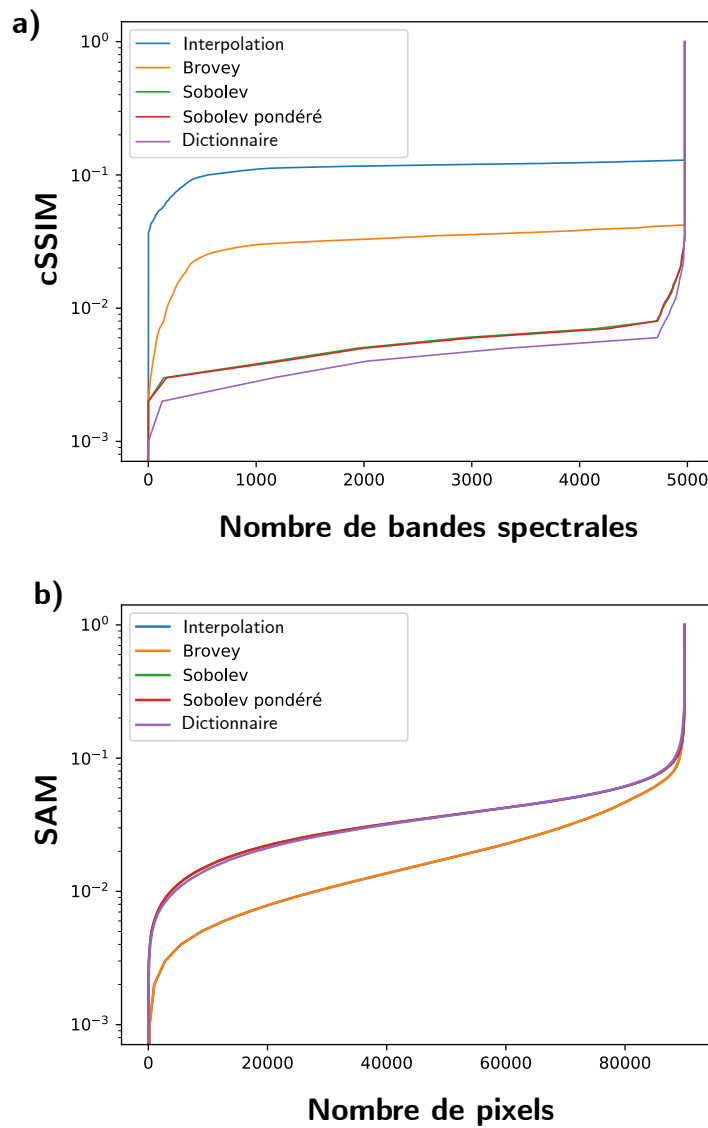 a)
10⁰
10⁻¹
10⁻²
10⁻³
cSSIM
Interpolation
Brovey
Sobolev
Sobolev pondéré
Dictionnaire
0 1000 2000 3000 4000 5000
Nombre de bandes spectrales
b)
10⁰
10⁻¹
10⁻²
10⁻³
SAM
Interpolation
Brovey
Sobolev
Sobolev pondéré
Dictionnaire
0 20000 40000 60000 80000
Nombre de pixels